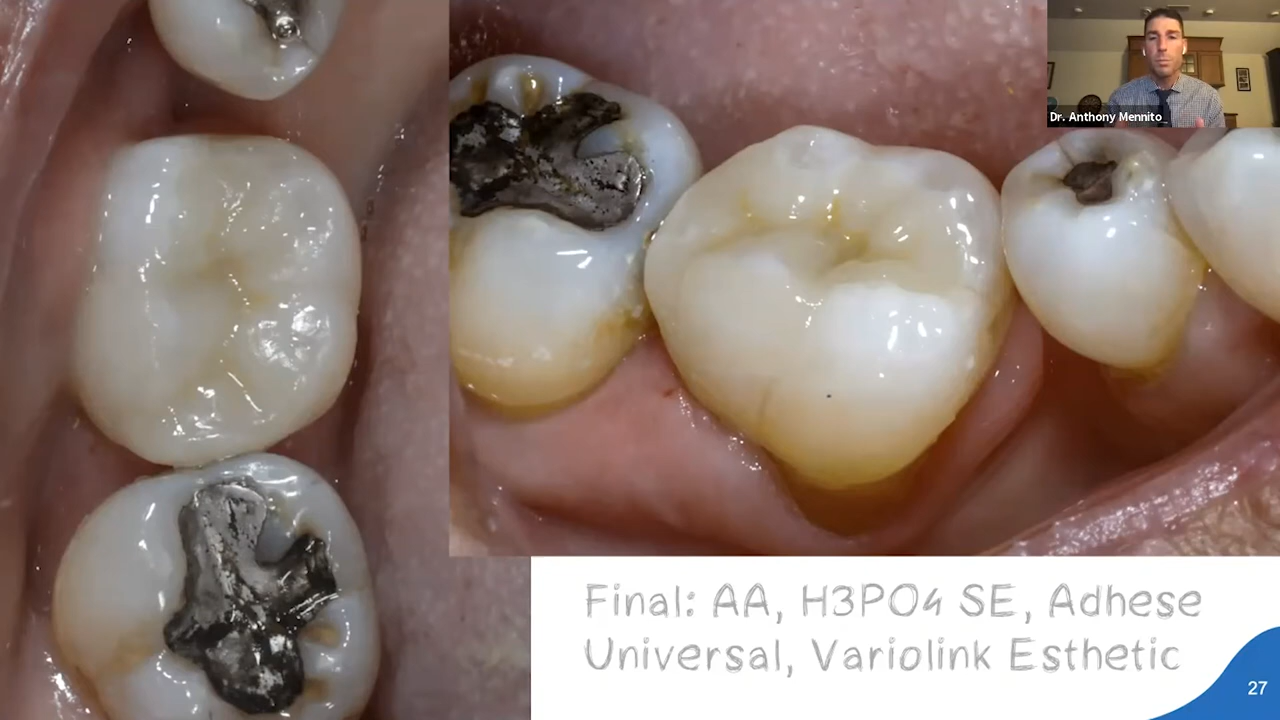 Dr. Anthony Mennito
Final: AA, H3PO4 SE, Adhese
Universal, Variolink Esthetic
27